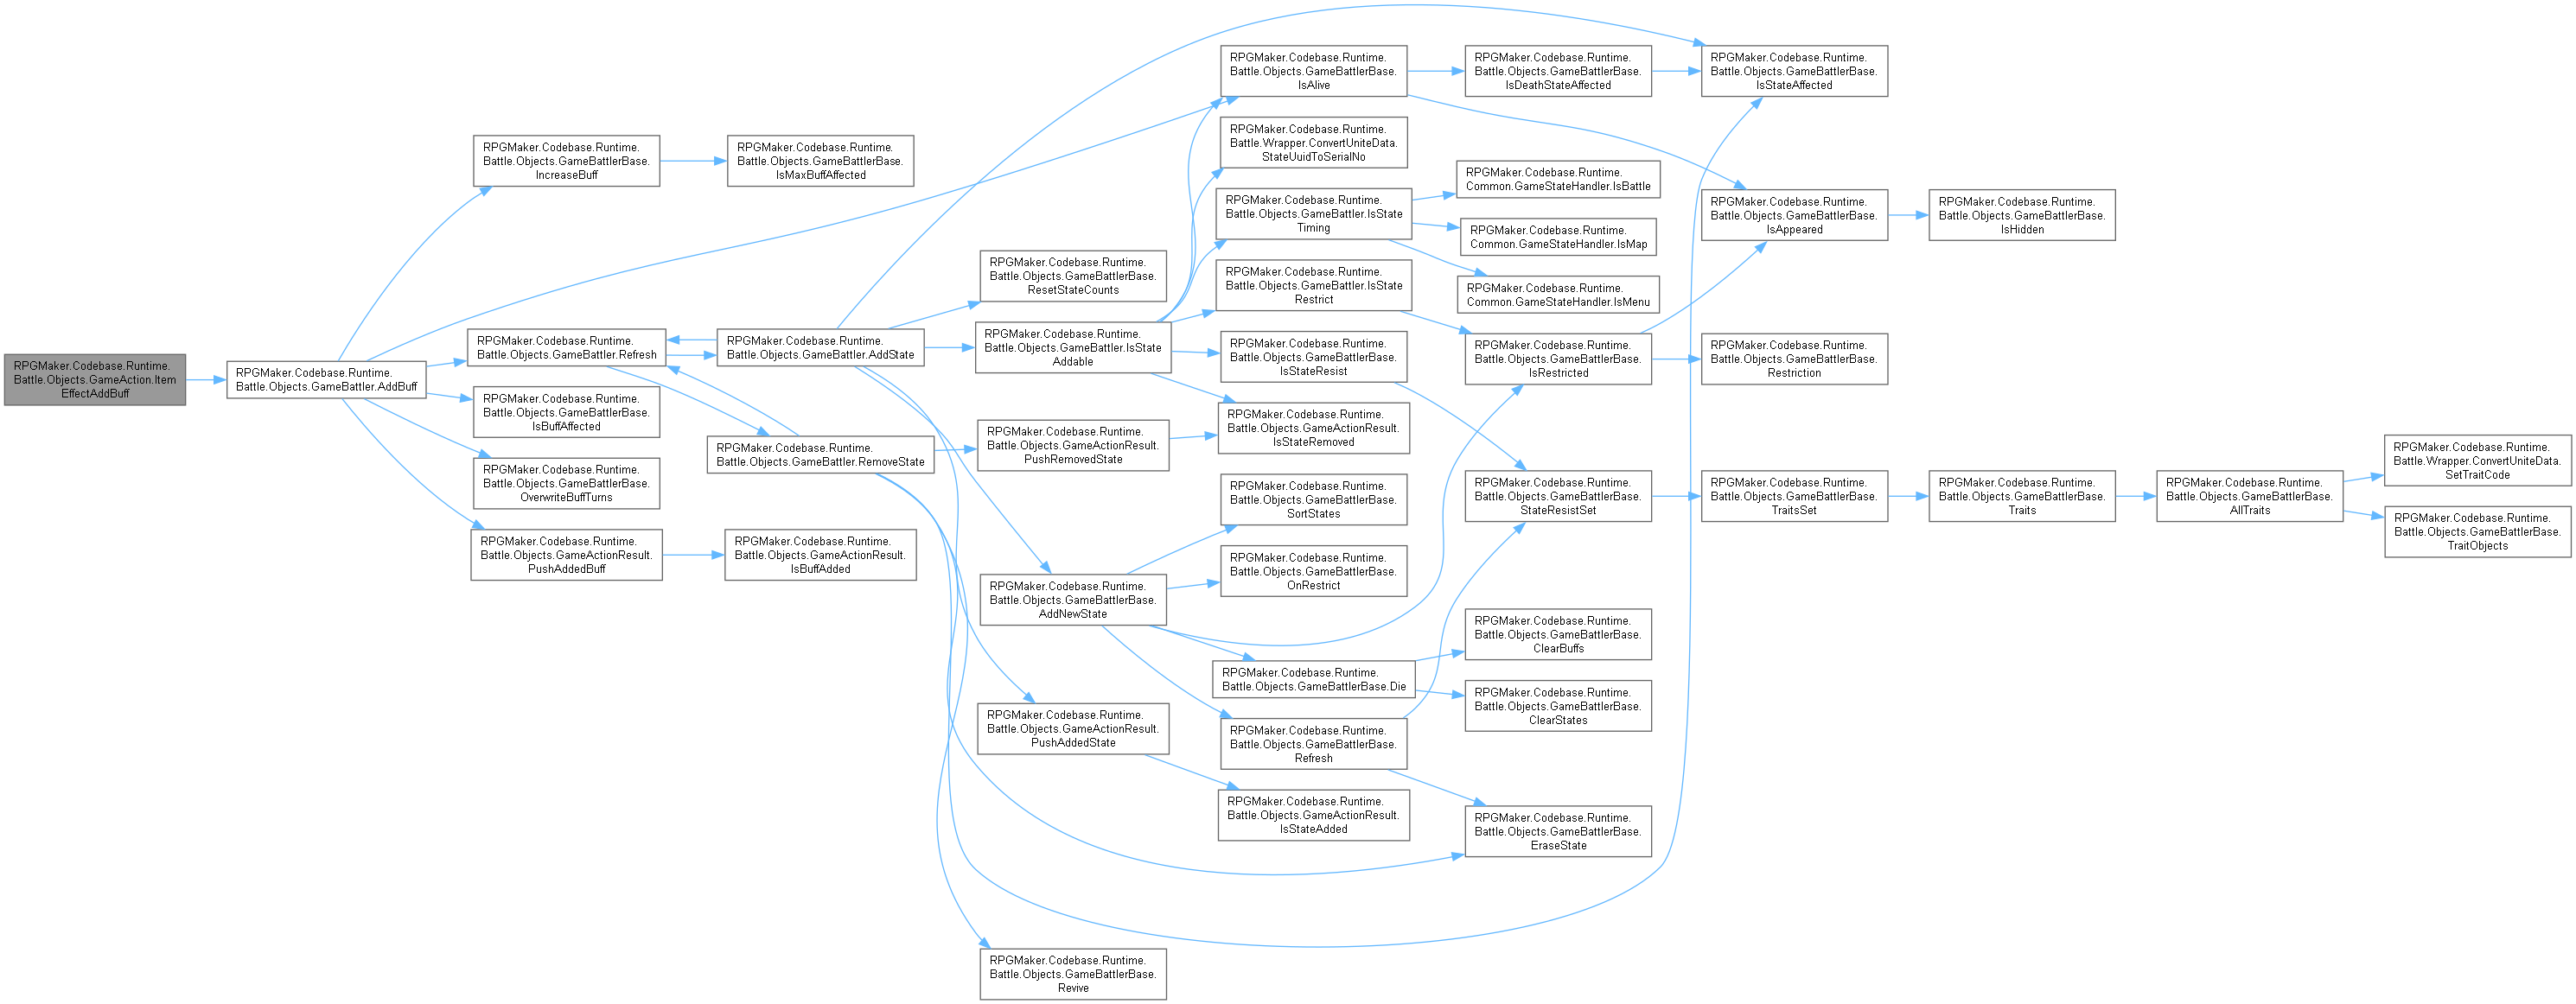 RPGMaker.Codebase.Runtime.
Battle.Objects.GameAction.Item
EffectAddBuff
RPGMaker.Codebase.Runtime.
Battle.Objects.GameBattler.AddBuff
RPGMaker.Codebase.Runtime.
Battle.Objects.GameBattlerBase.
IncreaseBuff
RPGMaker.Codebase.Runtime.
Battle.Objects.GameBattler.Refresh
RPGMaker.Codebase.Runtime.
Battle.Objects.GameBattlerBase.
IsBuffAffected
RPGMaker.Codebase.Runtime.
Battle.Objects.GameBattlerBase.
OverwriteBuffTurns
RPGMaker.Codebase.Runtime.
Battle.Objects.GameActionResult.
PushAddedBuff
RPGMaker.Codebase.Runtime.
Battle.Objects.GameBattlerBase.
IsMaxBuffAffected
RPGMaker.Codebase.Runtime.
Battle.Objects.GameBattler.AddState
RPGMaker.Codebase.Runtime.
Battle.Objects.GameBattler.RemoveState
RPGMaker.Codebase.Runtime.
Battle.Objects.GameActionResult.
IsBuffAdded
RPGMaker.Codebase.Runtime.
Battle.Objects.GameBattlerBase.
ResetStateCounts
RPGMaker.Codebase.Runtime.
Battle.Objects.GameBattler.IsState
Addable
RPGMaker.Codebase.Runtime.
Battle.Objects.GameActionResult.
PushRemovedState
RPGMaker.Codebase.Runtime.
Battle.Objects.GameBattlerBase.
AddNewState
RPGMaker.Codebase.Runtime.
Battle.Objects.GameActionResult.
PushAddedState
RPGMaker.Codebase.Runtime.
Battle.Objects.GameBattlerBase.
Revive
RPGMaker.Codebase.Runtime.
Battle.Objects.GameBattlerBase.
IsAlive
RPGMaker.Codebase.Runtime.
Battle.Wrapper.ConvertUniteData.
StateUuidToSerialNo
RPGMaker.Codebase.Runtime.
Battle.Objects.GameBattler.IsState
Timing
RPGMaker.Codebase.Runtime.
Battle.Objects.GameBattler.IsState
Restrict
RPGMaker.Codebase.Runtime.
Battle.Objects.GameBattlerBase.
IsStateResist
RPGMaker.Codebase.Runtime.
Battle.Objects.GameActionResult.
IsStateRemoved
RPGMaker.Codebase.Runtime.
Battle.Objects.GameBattlerBase.
SortStates
RPGMaker.Codebase.Runtime.
Battle.Objects.GameBattlerBase.
OnRestrict
RPGMaker.Codebase.Runtime.
Battle.Objects.GameBattlerBase.Die
RPGMaker.Codebase.Runtime.
Battle.Objects.GameBattlerBase.
Refresh
RPGMaker.Codebase.Runtime.
Battle.Objects.GameActionResult.
IsStateAdded
RPGMaker.Codebase.Runtime.
Battle.Objects.GameBattlerBase.
IsDeathStateAffected
RPGMaker.Codebase.Runtime.
Common.GameStateHandler.IsBattle
RPGMaker.Codebase.Runtime.
Common.GameStateHandler.IsMap
RPGMaker.Codebase.Runtime.
Common.GameStateHandler.IsMenu
RPGMaker.Codebase.Runtime.
Battle.Objects.GameBattlerBase.
IsRestricted
RPGMaker.Codebase.Runtime.
Battle.Objects.GameBattlerBase.
StateResistSet
RPGMaker.Codebase.Runtime.
Battle.Objects.GameBattlerBase.
ClearBuffs
RPGMaker.Codebase.Runtime.
Battle.Objects.GameBattlerBase.
ClearStates
RPGMaker.Codebase.Runtime.
Battle.Objects.GameBattlerBase.
EraseState
RPGMaker.Codebase.Runtime.
Battle.Objects.GameBattlerBase.
IsStateAffected
RPGMaker.Codebase.Runtime.
Battle.Objects.GameBattlerBase.
IsAppeared
RPGMaker.Codebase.Runtime.
Battle.Objects.GameBattlerBase.
Restriction
RPGMaker.Codebase.Runtime.
Battle.Objects.GameBattlerBase.
TraitsSet
RPGMaker.Codebase.Runtime.
Battle.Objects.GameBattlerBase.
IsHidden
RPGMaker.Codebase.Runtime.
Battle.Objects.GameBattlerBase.
Traits
RPGMaker.Codebase.Runtime.
Battle.Objects.GameBattlerBase.
AllTraits
RPGMaker.Codebase.Runtime.
Battle.Wrapper.ConvertUniteData.
SetTraitCode
RPGMaker.Codebase.Runtime.
Battle.Objects.GameBattlerBase.
TraitObjects